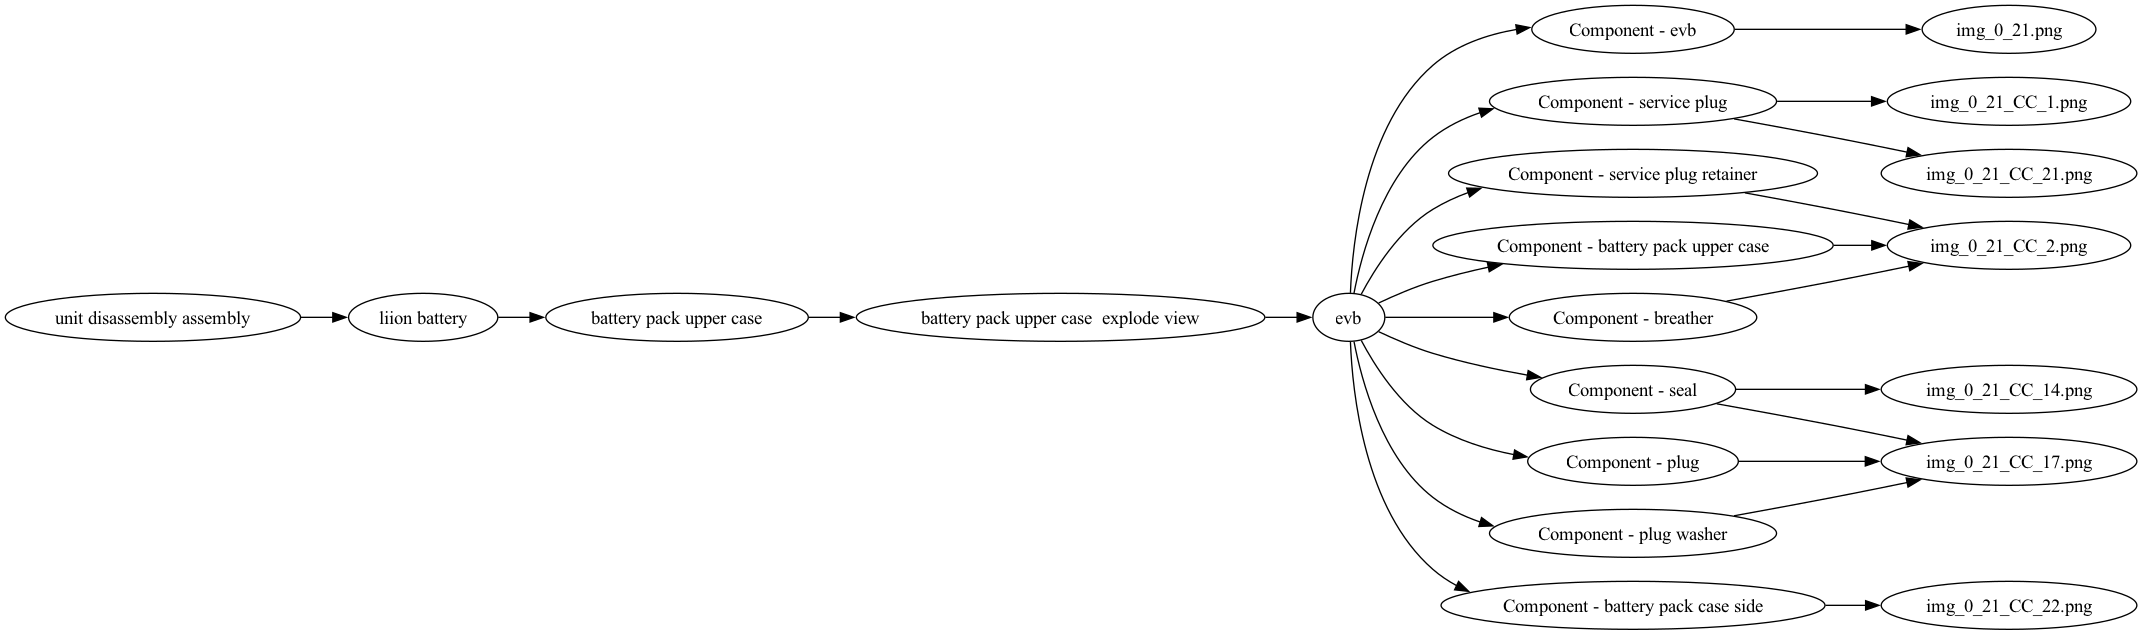 Component - evb
img_0_21.png
Component - service plug
img_0_21_CC_1.png
Component - service plug retainer
img_0_21_CC_21.png
Component - battery pack upper case
img_0_21_CC_2.png
unit disassembly assembly
liion battery
battery pack upper case
battery pack upper case  explode view
evb
Component - breather
Component - seal
img_0_21_CC_14.png
Component - plug
img_0_21_CC_17.png
Component - plug washer
Component - battery pack case side
img_0_21_CC_22.png